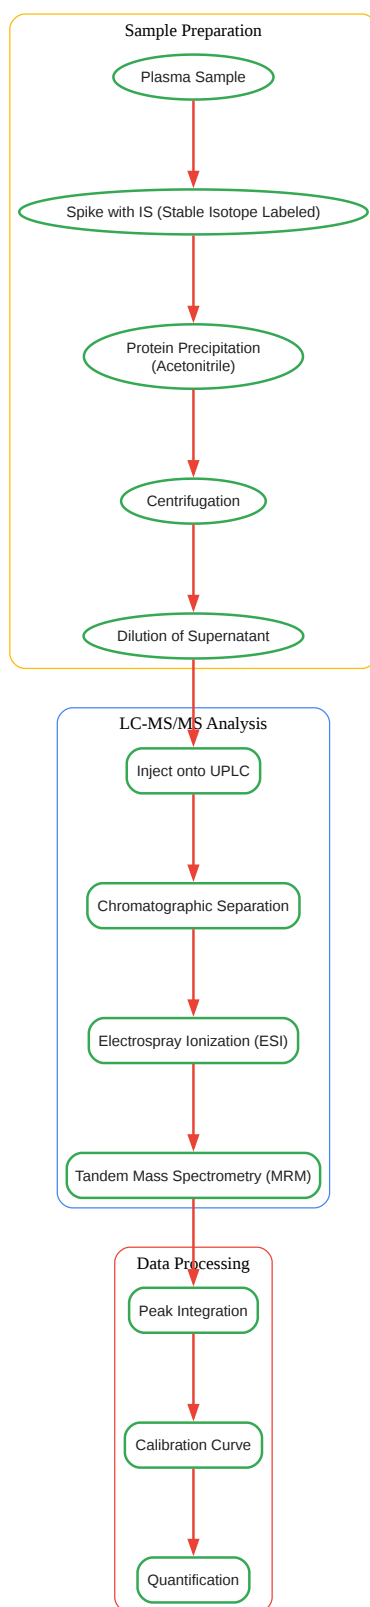 Sample Preparation
Plasma Sample
Spike with IS (Stable Isotope Labeled)
Protein Precipitation
(Acetonitrile)
Centrifugation
Dilution of Supernatant
LC-MS/MS Analysis
Inject onto UPLC
Chromatographic Separation
Electrospray Ionization (ESI)
Tandem Mass Spectrometry (MRM)
Data Processing
Peak Integration
Calibration Curve
Quantification